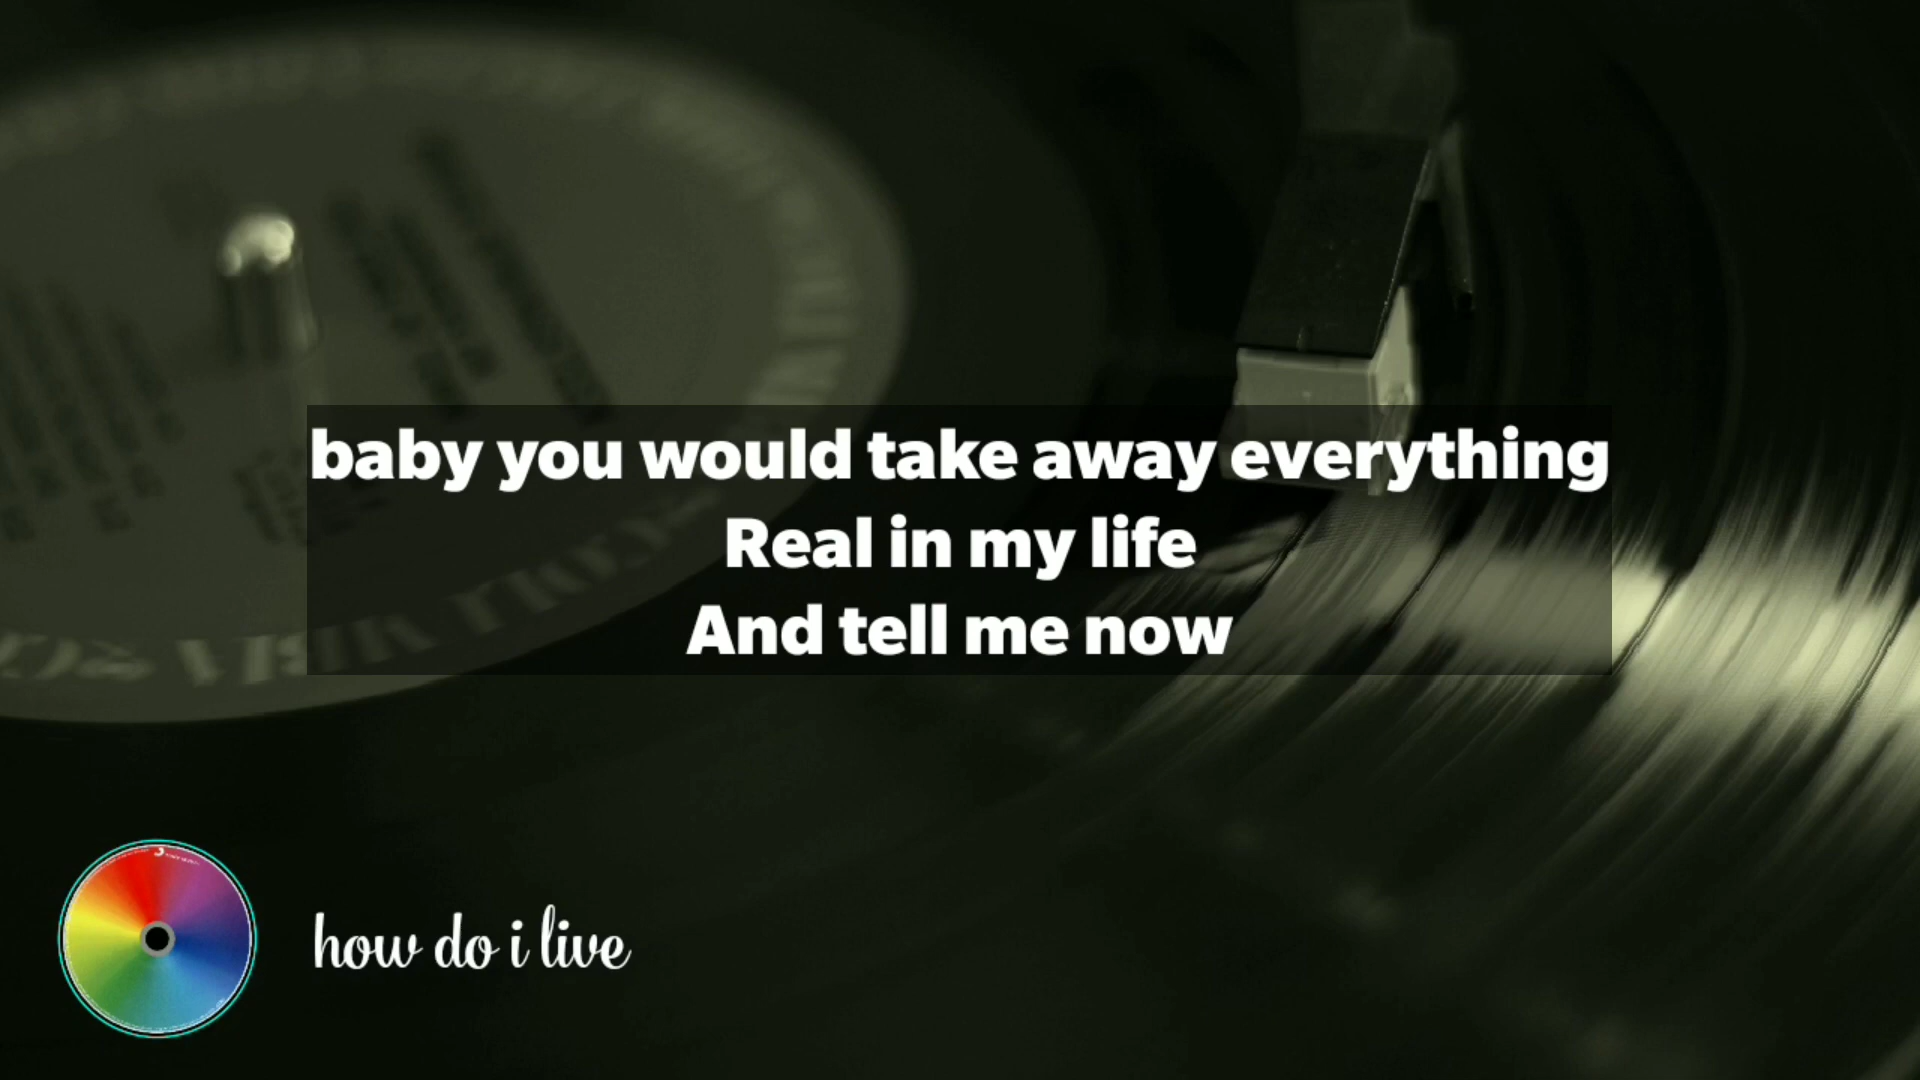 baby you would take away everything
Real in my life
And tell me now
how do i live